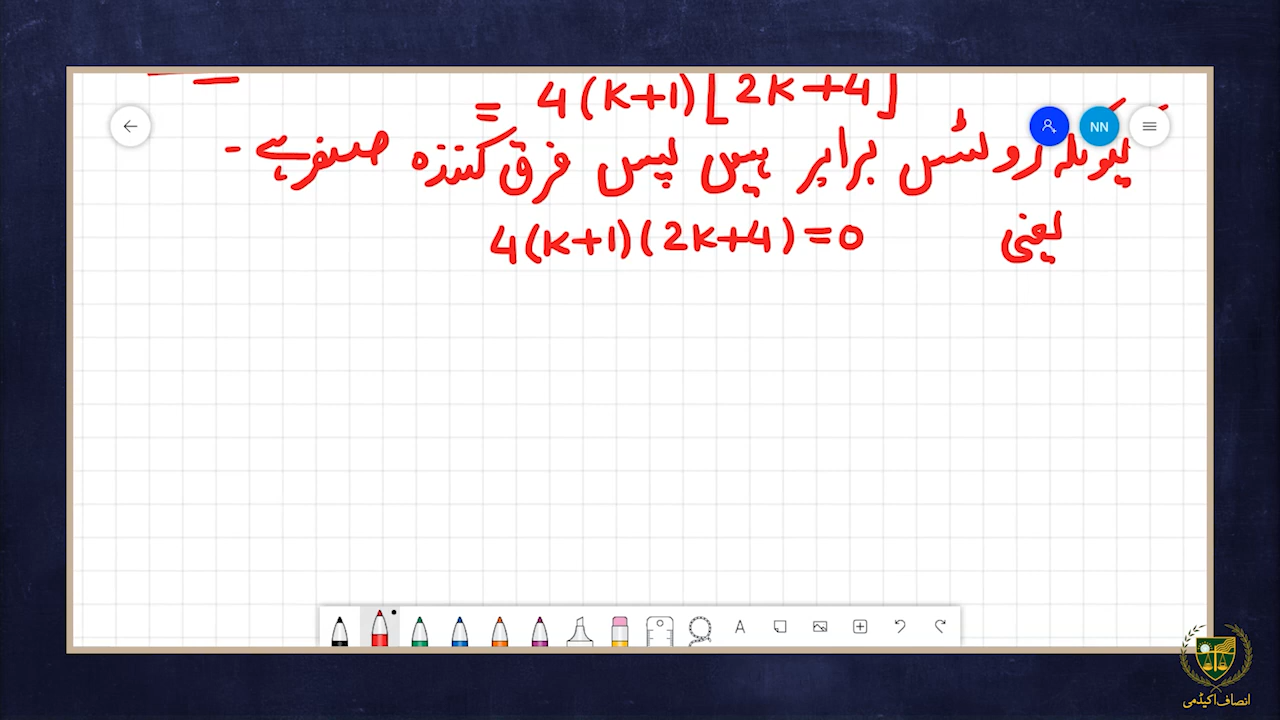 = 4(K+1)[2K+4]
کیونکہ روٹس برابر ہیں پس فرق کنندہ صفر ہے -
یعنی 4(K+1)(2K+4)=0
NN
A
انصاف اکیڈمی